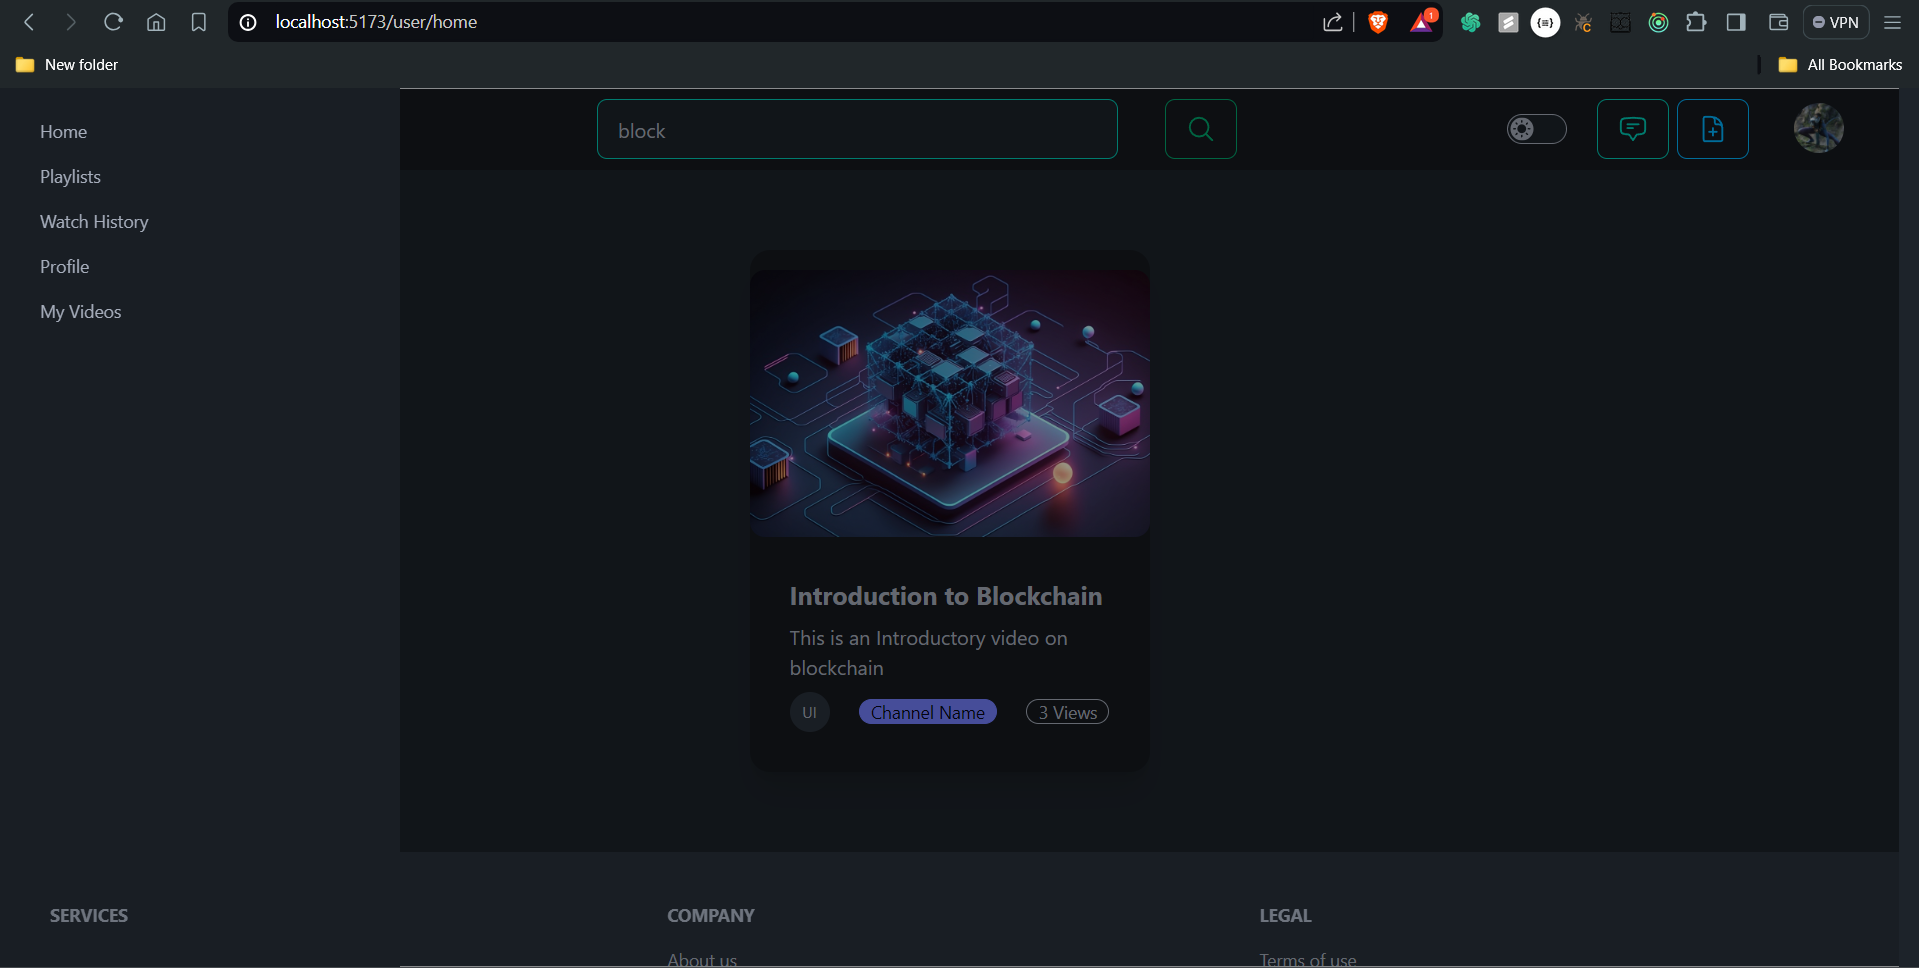 localhost:5173/user/home
1
VPN
New folder
All Bookmarks
Home
Playlists
Watch History
Profile
My Videos
block
Introduction to Blockchain
This is an Introductory video on
blockchain
UI
Channel Name
3 Views
SERVICES
COMPANY
LEGAL
About us
Terms of use